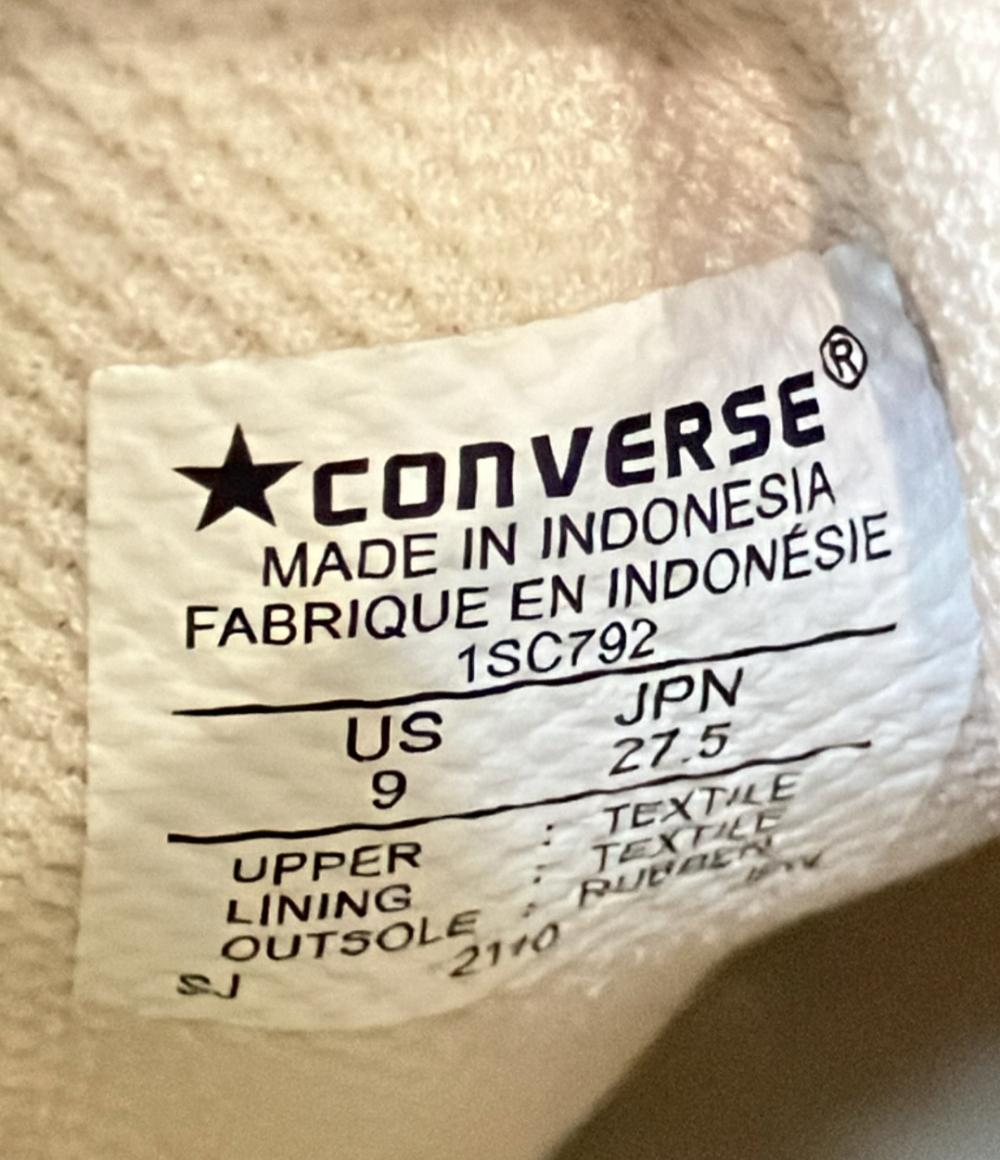 ★CONVERSE®
MADE IN INDONESIA
FABRIQUE EN INDONÉSIE
1SC792
US JPN
9 27.5
UPPER : TEXTILE
LINING : TEXTILE
OUTSOLE : RUBBER
SJ 2110